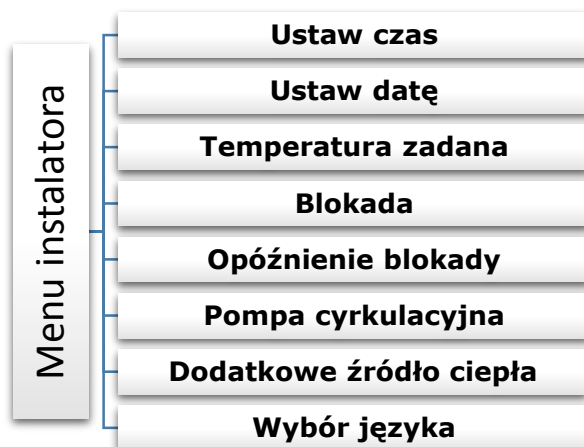 Menu instalatora
Ustaw czas
Ustaw datę
Temperatura zadana
Blokada
Opóźnienie blokady
Pompa cyrkulacyjna
Dodatkowe źródło ciepła
Wybór języka